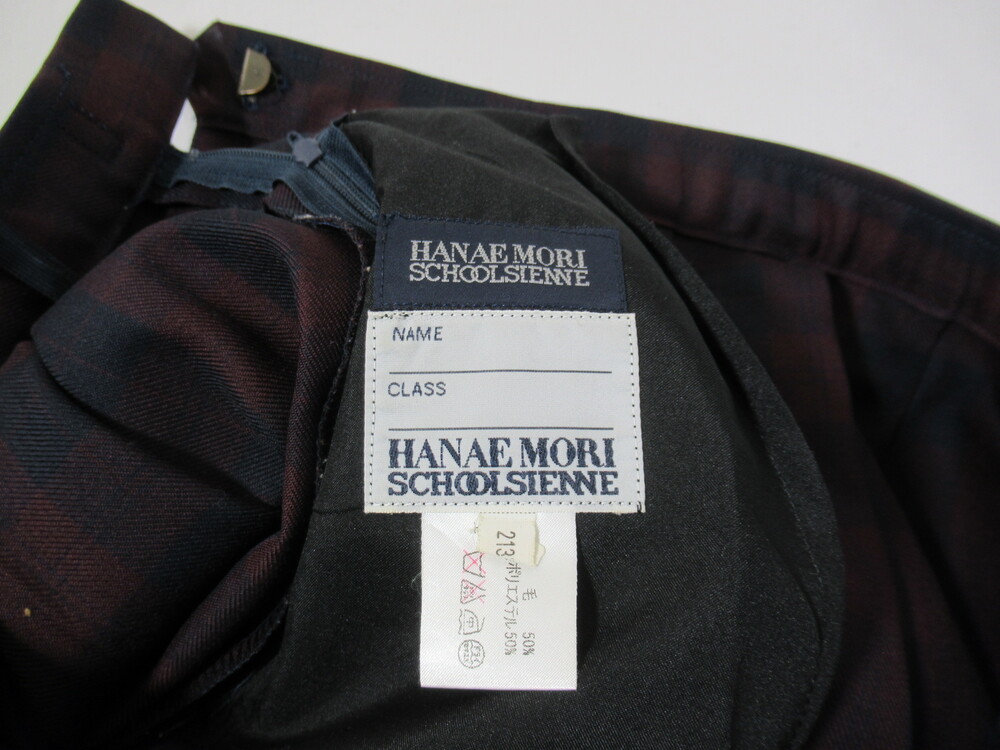 HANAE MORI
SCHOOLSIENNE
NAME
CLASS
HANAE MORI
SCHOOLSIENNE
213
毛 50%
ポリエステル 50%